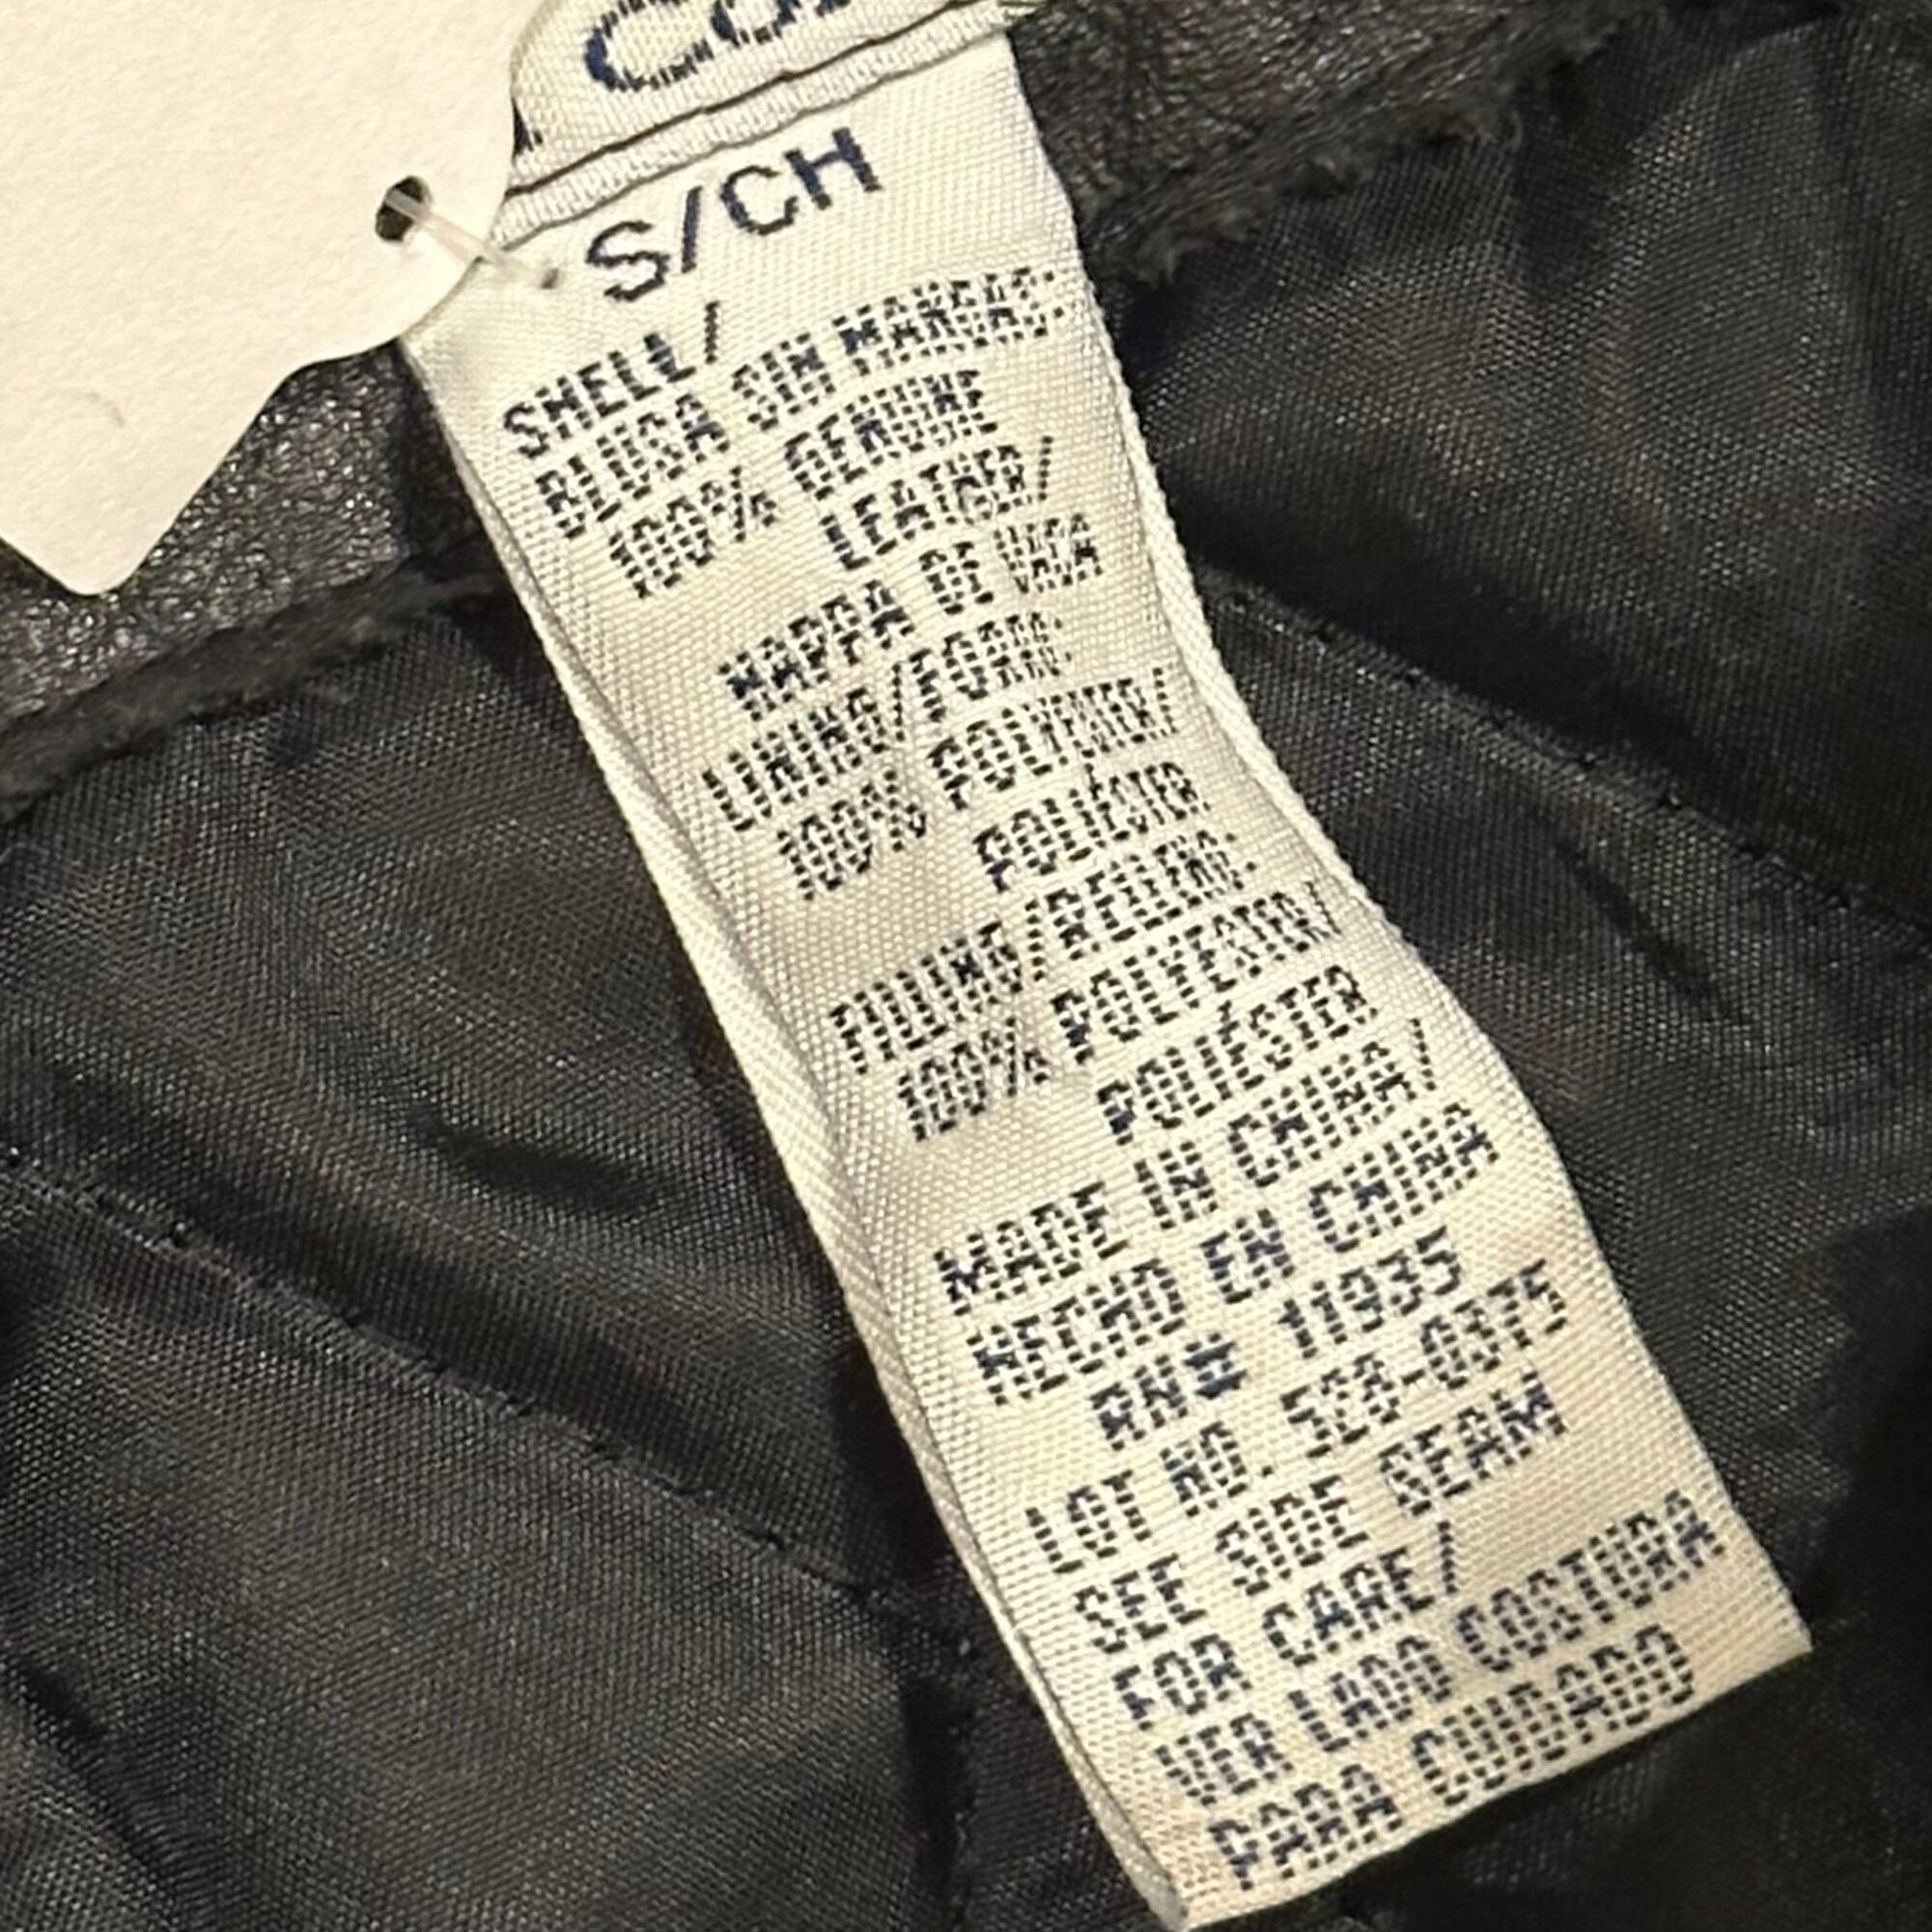 S/CH
SHELL/
BLUSA SIN MANGAS:
100% GENUINE
LEATHER/
NAPPA DE VACA
LINING/FORRO:
100% POLYESTER/
POLIÉSTER
FILLING/RELLENO:
100% POLYESTER/
POLIÉSTER
MADE IN CHINA/
HECHO EN CHINA
RN# 11935
LOT NO. 528-0375
SEE SIDE SEAM
FOR CARE/
VER LADO COSTURA
PARA CUIDADO